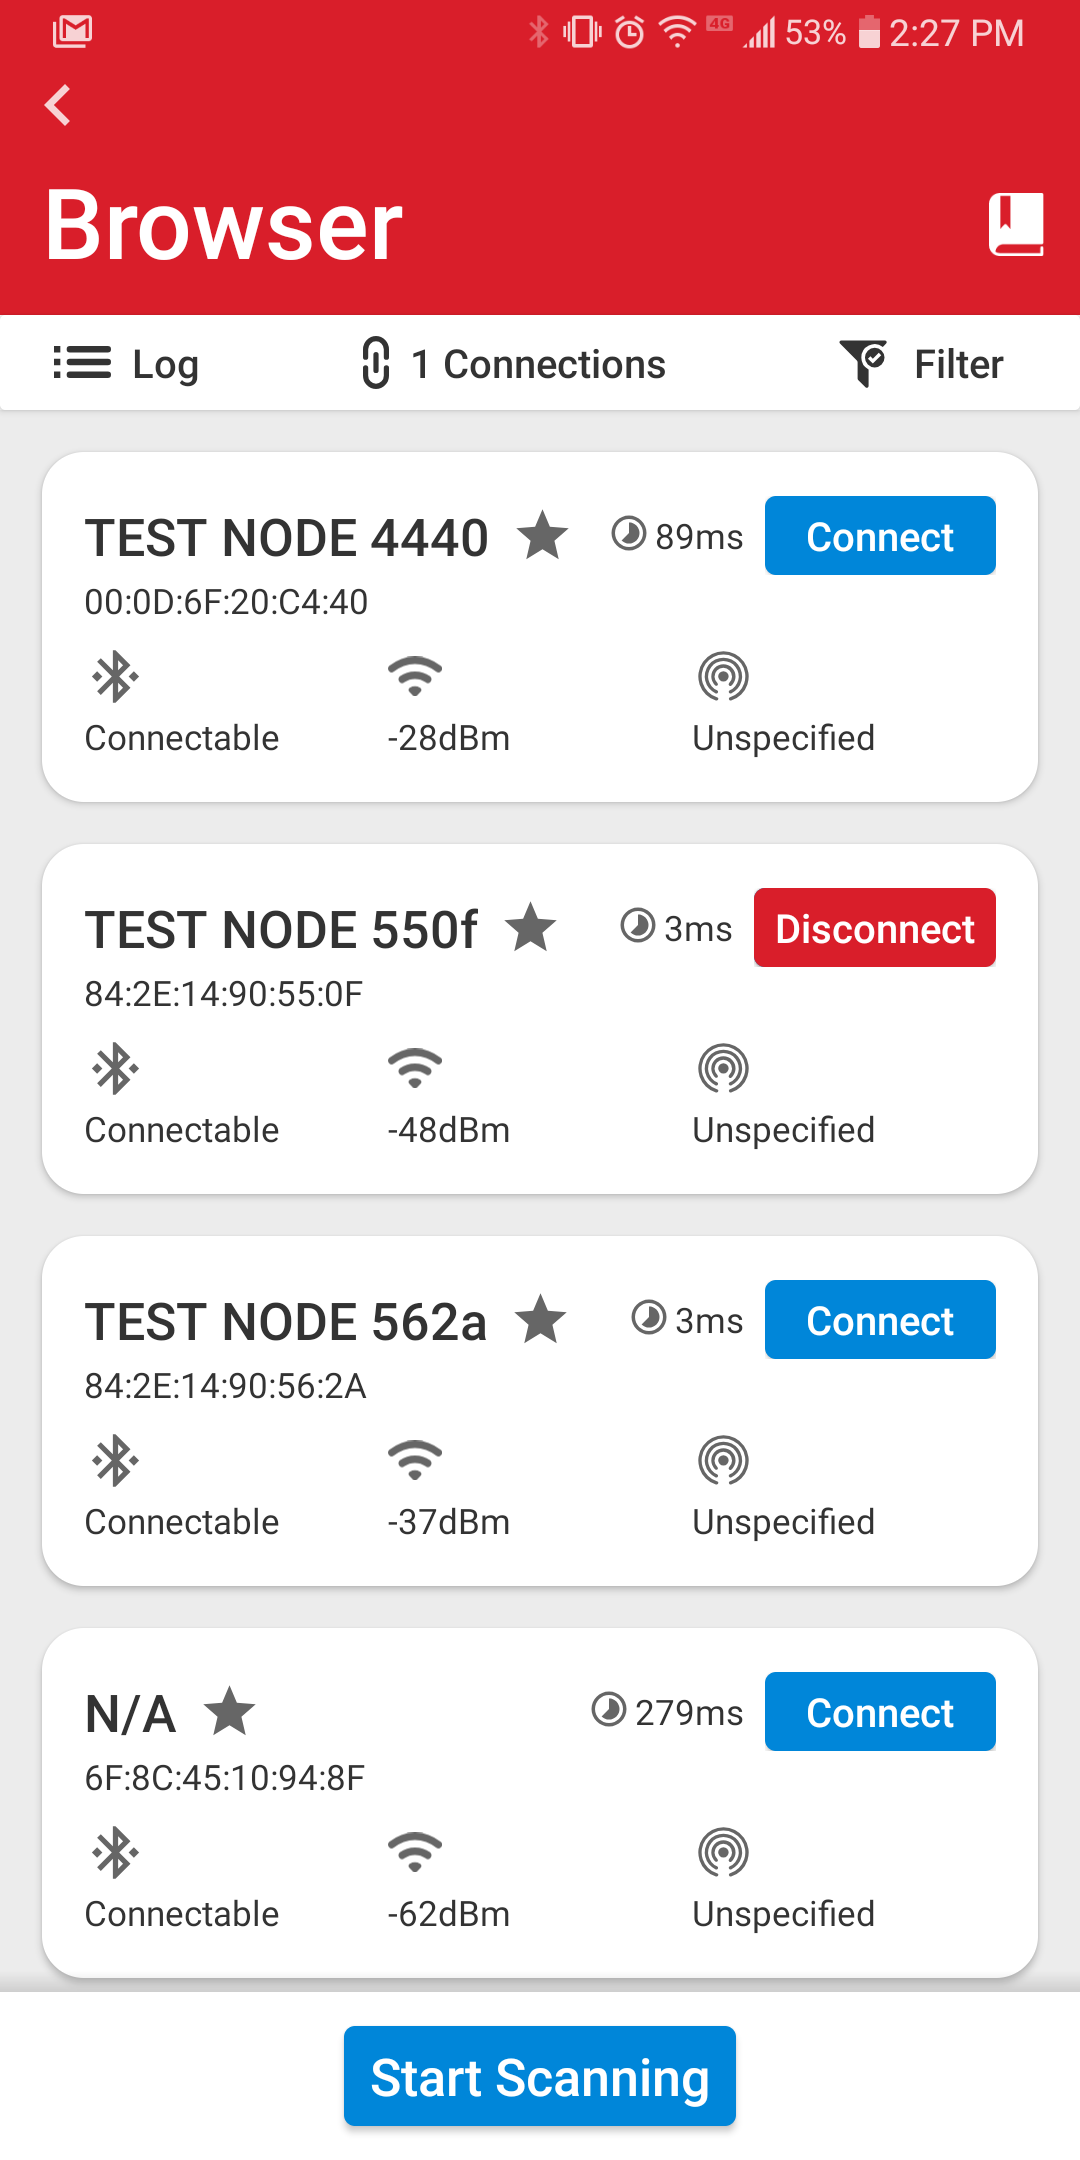 4G 53% 2:27 PM
Browser
Log 1 Connections Filter
TEST NODE 4440 89ms Connect
00:0D:6F:20:C4:40
Connectable -28dBm Unspecified
TEST NODE 550f 3ms Disconnect
84:2E:14:90:55:0F
Connectable -48dBm Unspecified
TEST NODE 562a 3ms Connect
84:2E:14:90:56:2A
Connectable -37dBm Unspecified
N/A 279ms Connect
6F:8C:45:10:94:8F
Connectable -62dBm Unspecified
Start Scanning